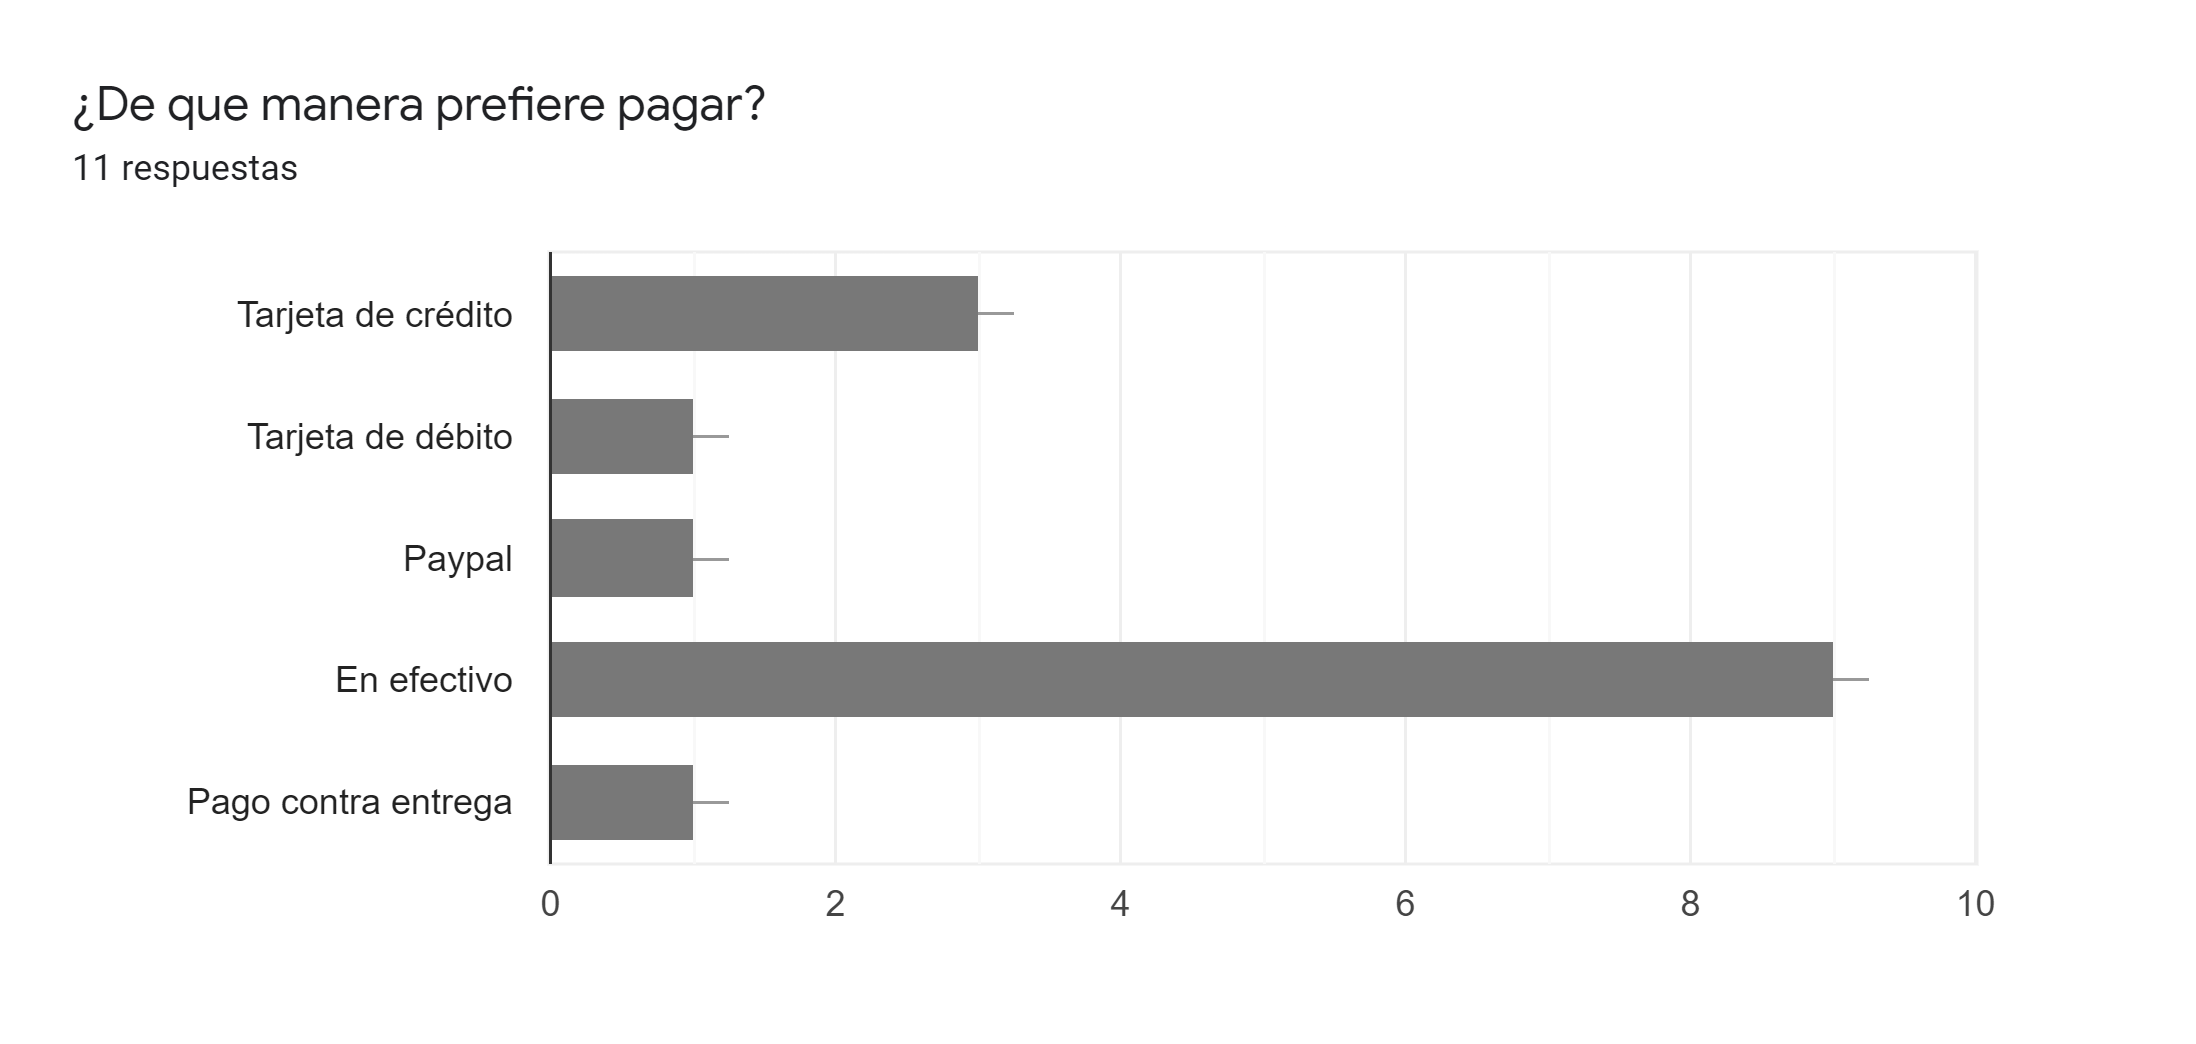 ¿De que manera prefiere pagar?
11 respuestas
Tarjeta de crédito
Tarjeta de débito
Paypal
En efectivo
Pago contra entrega
0 2 4 6 8 10